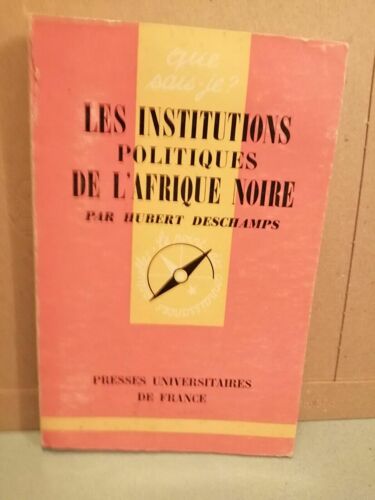 que
sais-je?
LES INSTITUTIONS
POLITIQUES
DE L'AFRIQUE NOIRE
PAR HUBERT DESCHAMPS
PRESSES UNIVERSITAIRES
DE FRANCE